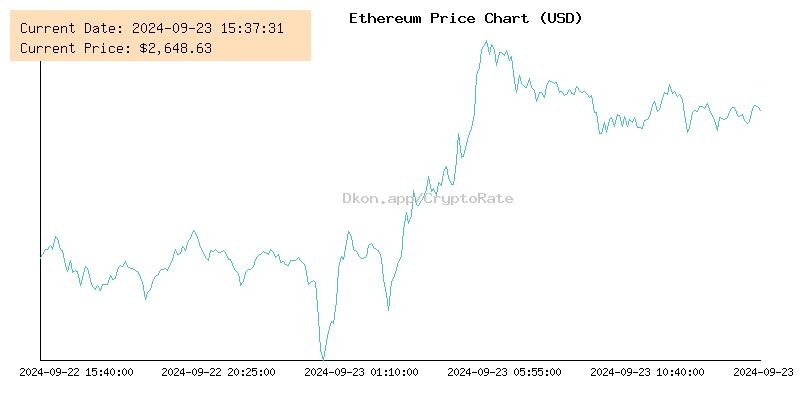 Ethereum Price Chart (USD)
Current Date: 2024-09-23 15:37:31
Current Price: $2,648.63
Dkon.app/CryptoRate
2024-09-22 15:40:00 2024-09-22 20:25:00 2024-09-23 01:10:00 2024-09-23 05:55:00 2024-09-23 10:40:00 2024-09-23